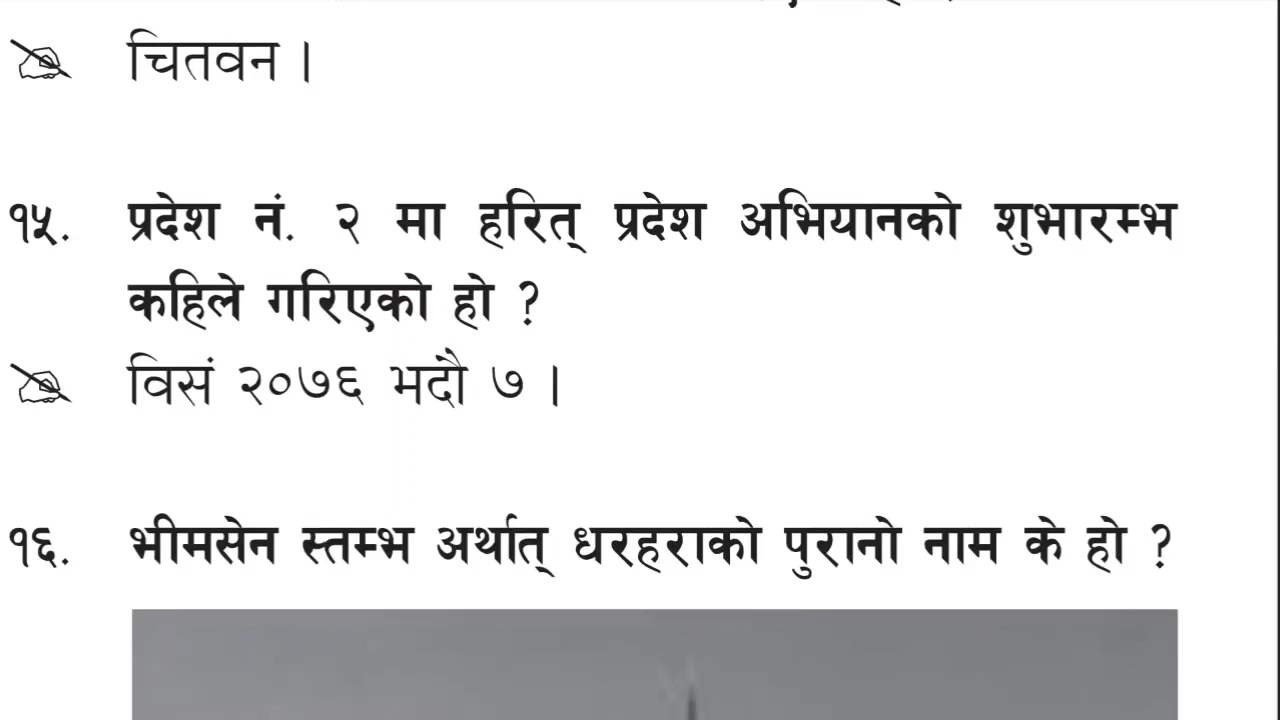 चितवन ।
१५. प्रदेश नं. २ मा हरित् प्रदेश अभियानको शुभारम्भ
कहिले गरिएको हो ?
विसं २०७६ भदौ ७ ।
१६. भीमसेन स्तम्भ अर्थात् धरहराको पुरानो नाम के हो ?